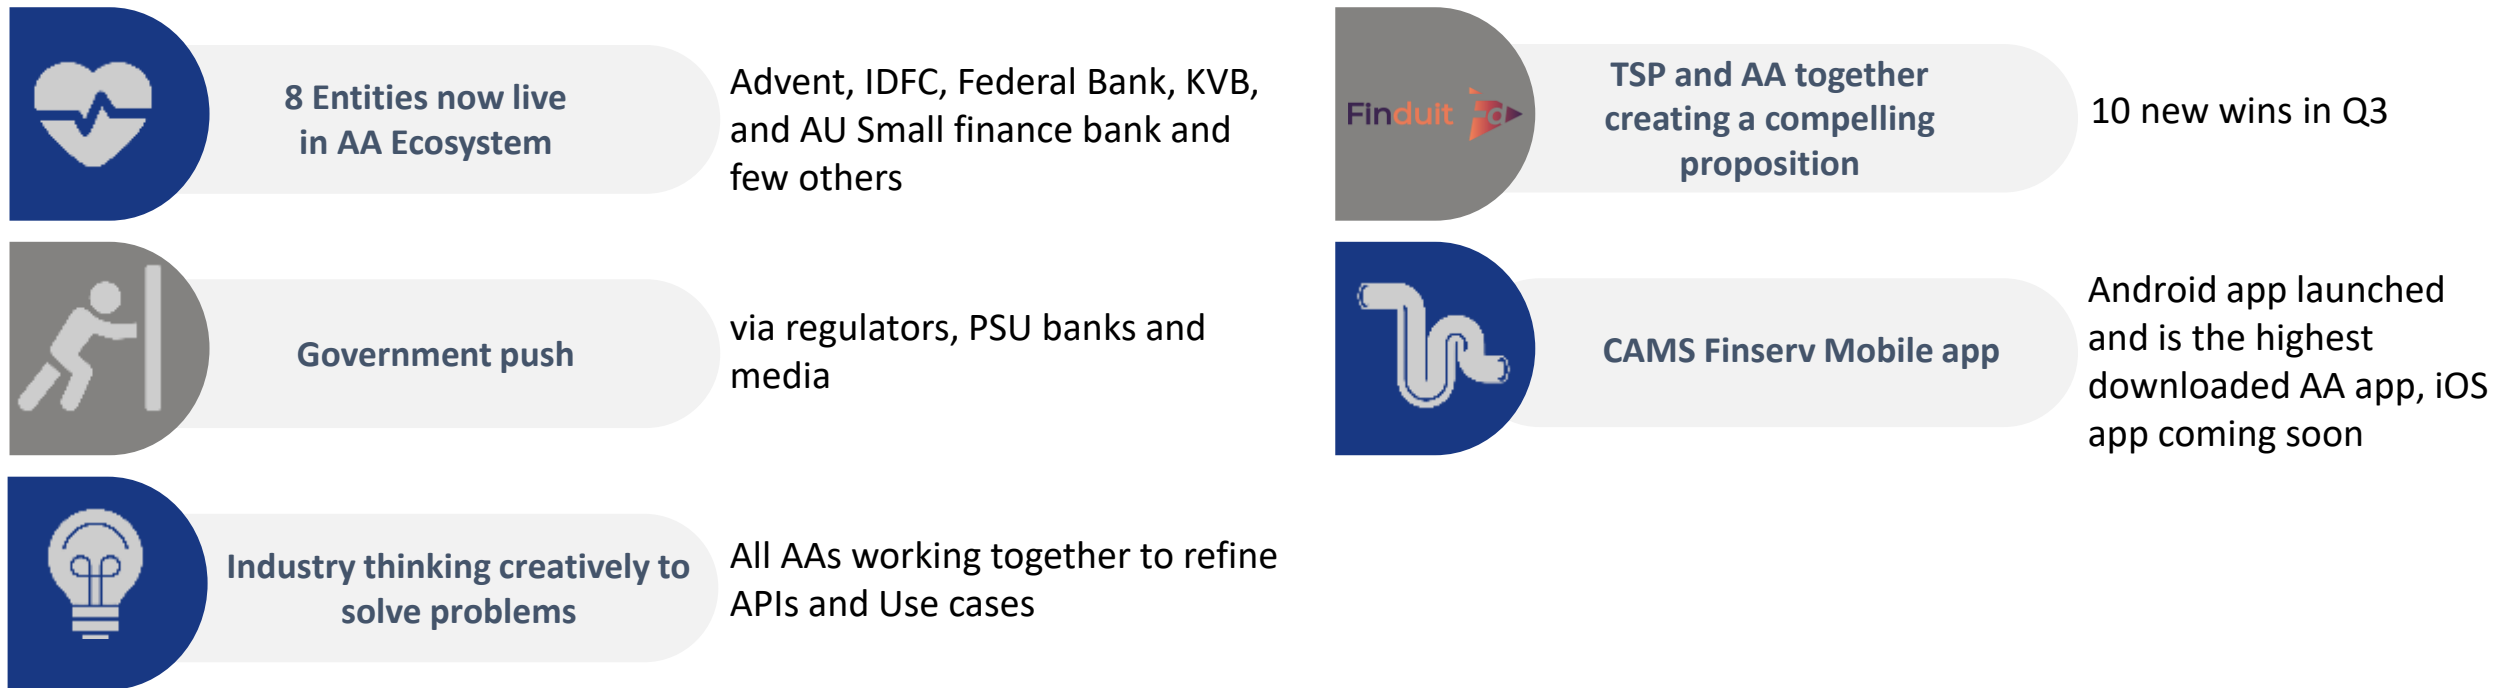 8 Entities now live
in AA Ecosystem
Advent, IDFC, Federal Bank, KVB,
and AU Small finance bank and
few others
Government push
via regulators, PSU banks and
media
Industry thinking creatively to
solve problems
All AAs working together to refine
APIs and Use cases
Finduit
TSP and AA together
creating a compelling
proposition
10 new wins in Q3
CAMS Finserv Mobile app
Android app launched
and is the highest
downloaded AA app, iOS
app coming soon